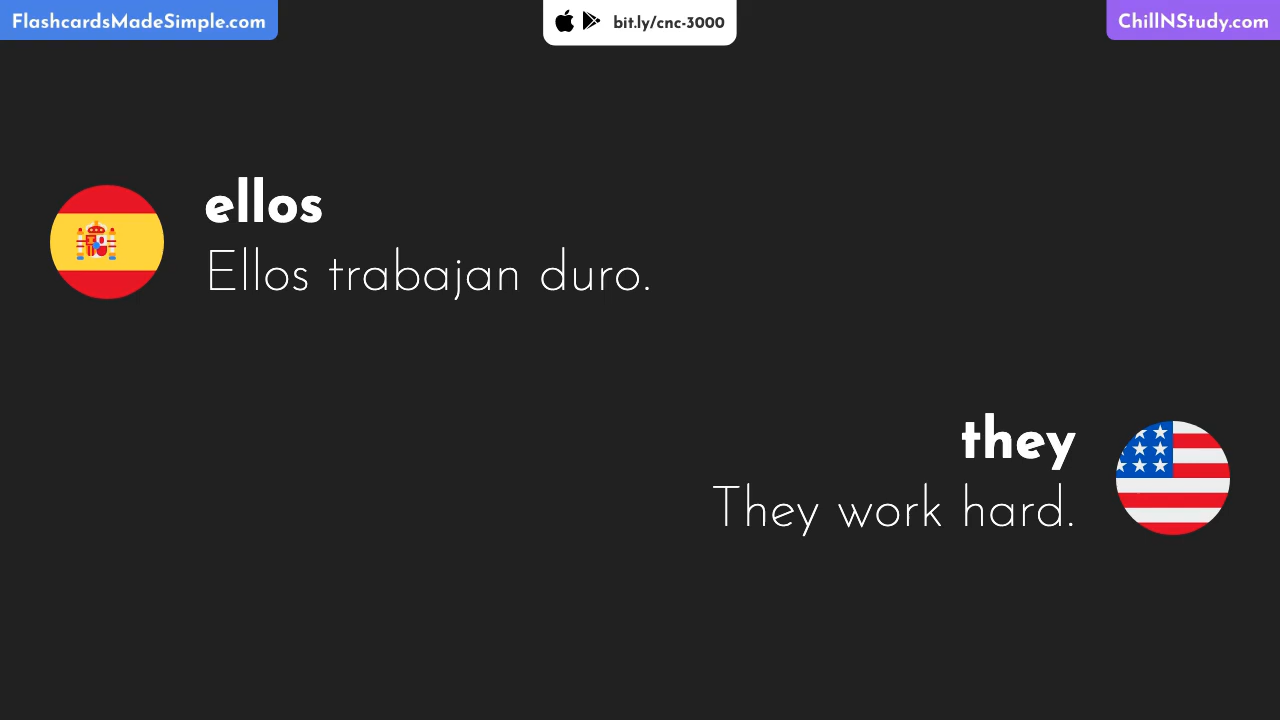 FlashcardsMadeSimple.com
bit.ly/cnc-3000
ChillNStudy.com
ellos
Ellos trabajan duro.
they
They work hard.